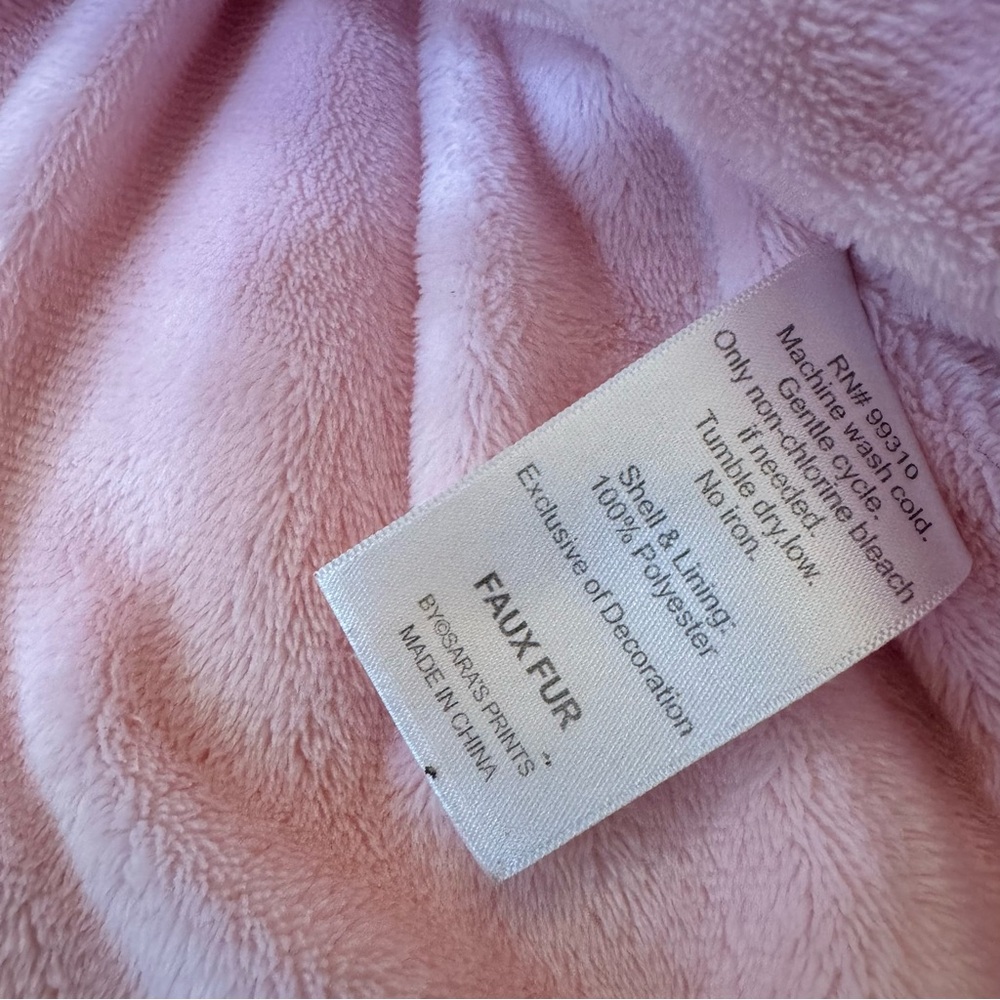 RN# 99310
Machine wash cold.
Gentle cycle.
Only non-chlorine bleach
if needed.
Tumble dry low.
No iron.
Shell & Lining:
100% Polyester
Exclusive of Decoration
FAUX FUR
BY©SARA'S PRINTS
MADE IN CHINA